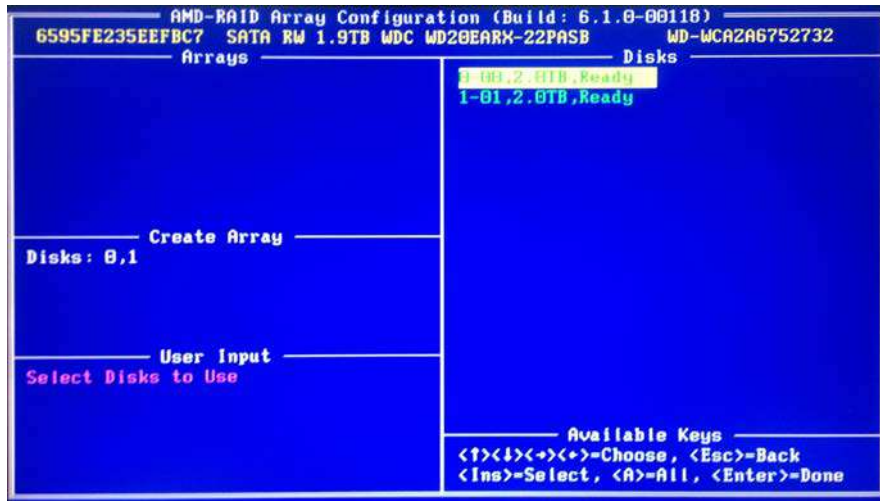 AMD-RAID Array Configuration (Build: 6.1.0-00118)
6595FE235EEFBC7 SATA RW 1.9TB WDC WD20EARX-22PASB WD-WCAZA6752732
Arrays
Disks
0-00,2.0TB,Ready
1-01,2.0TB,Ready
Create Array
Disks: 0,1
User Input
Select Disks to Use
Available Keys
<↑><↓><→><←>=Choose, <Esc>=Back
<Ins>=Select, <A>=All, <Enter>=Done